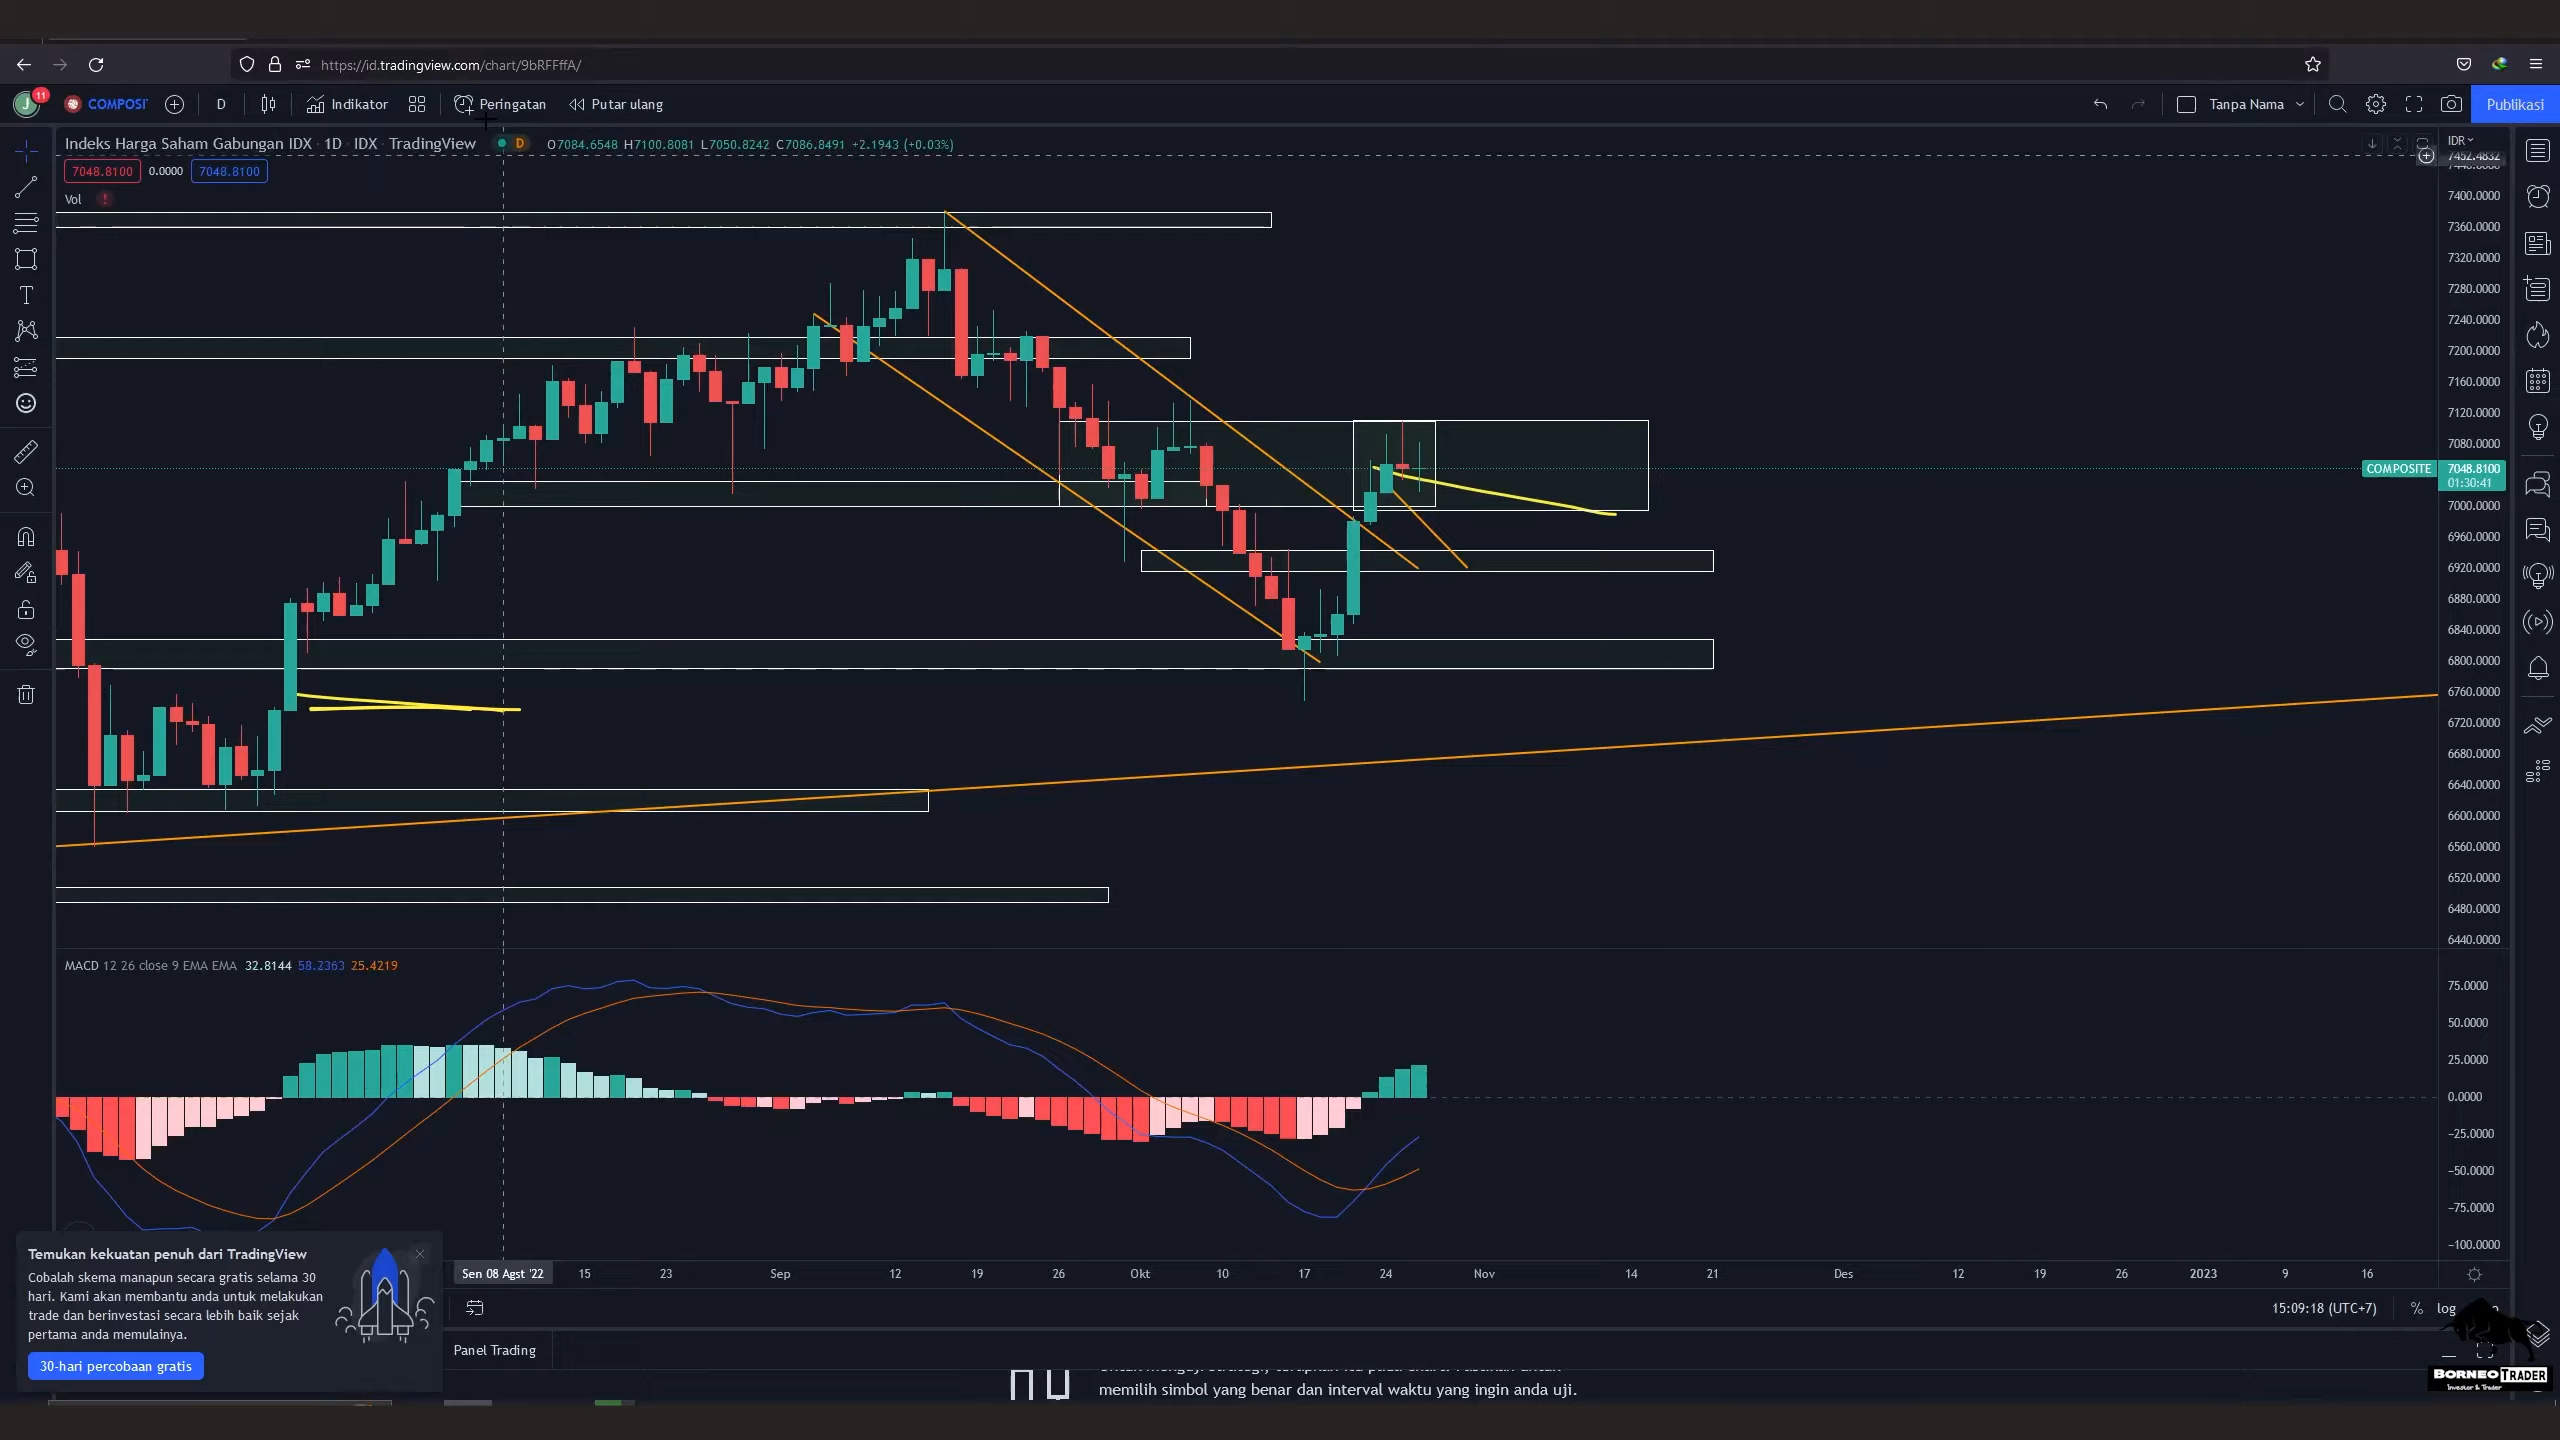 https://id.tradingview.com/chart/9bRFFffA/
J 11 COMPOSI D Indikator Peringatan Putar ulang Tanpa Nama Publikasi
Indeks Harga Saham Gabungan IDX · 1D · IDX · TradingView D O7084.6548 H7100.8081 L7050.8242 C7086.8491 +2.1943 (+0.03%)
IDR
7452.4832
7048.8100 0.0000 7048.8100
Vol !
7400.0000
7360.0000
7320.0000
7280.0000
7240.0000
7200.0000
7160.0000
7120.0000
7080.0000
COMPOSITE 7048.8100
01:30:41
7000.0000
6960.0000
6920.0000
6880.0000
6840.0000
6800.0000
6760.0000
6720.0000
6680.0000
6640.0000
6600.0000
6560.0000
6520.0000
6480.0000
6440.0000
MACD 12 26 close 9 EMA EMA 32.8144 58.2363 25.4219
75.0000
50.0000
25.0000
0.0000
−25.0000
−50.0000
−75.0000
−100.0000
Sen 08 Agst '22 15 23 Sep 12 19 26 Okt 10 17 24 Nov 14 21 Des 12 19 26 2023 9 16
Temukan kekuatan penuh dari TradingView
Cobalah skema manapun secara gratis selama 30
hari. Kami akan membantu anda untuk melakukan
trade dan berinvestasi secara lebih baik sejak
pertama anda memulainya.
30-hari percobaan gratis
15:09:18 (UTC+7) % log
Panel Trading
memilih simbol yang benar dan interval waktu yang ingin anda uji.
BORNEO TRADER
Investor & Trader